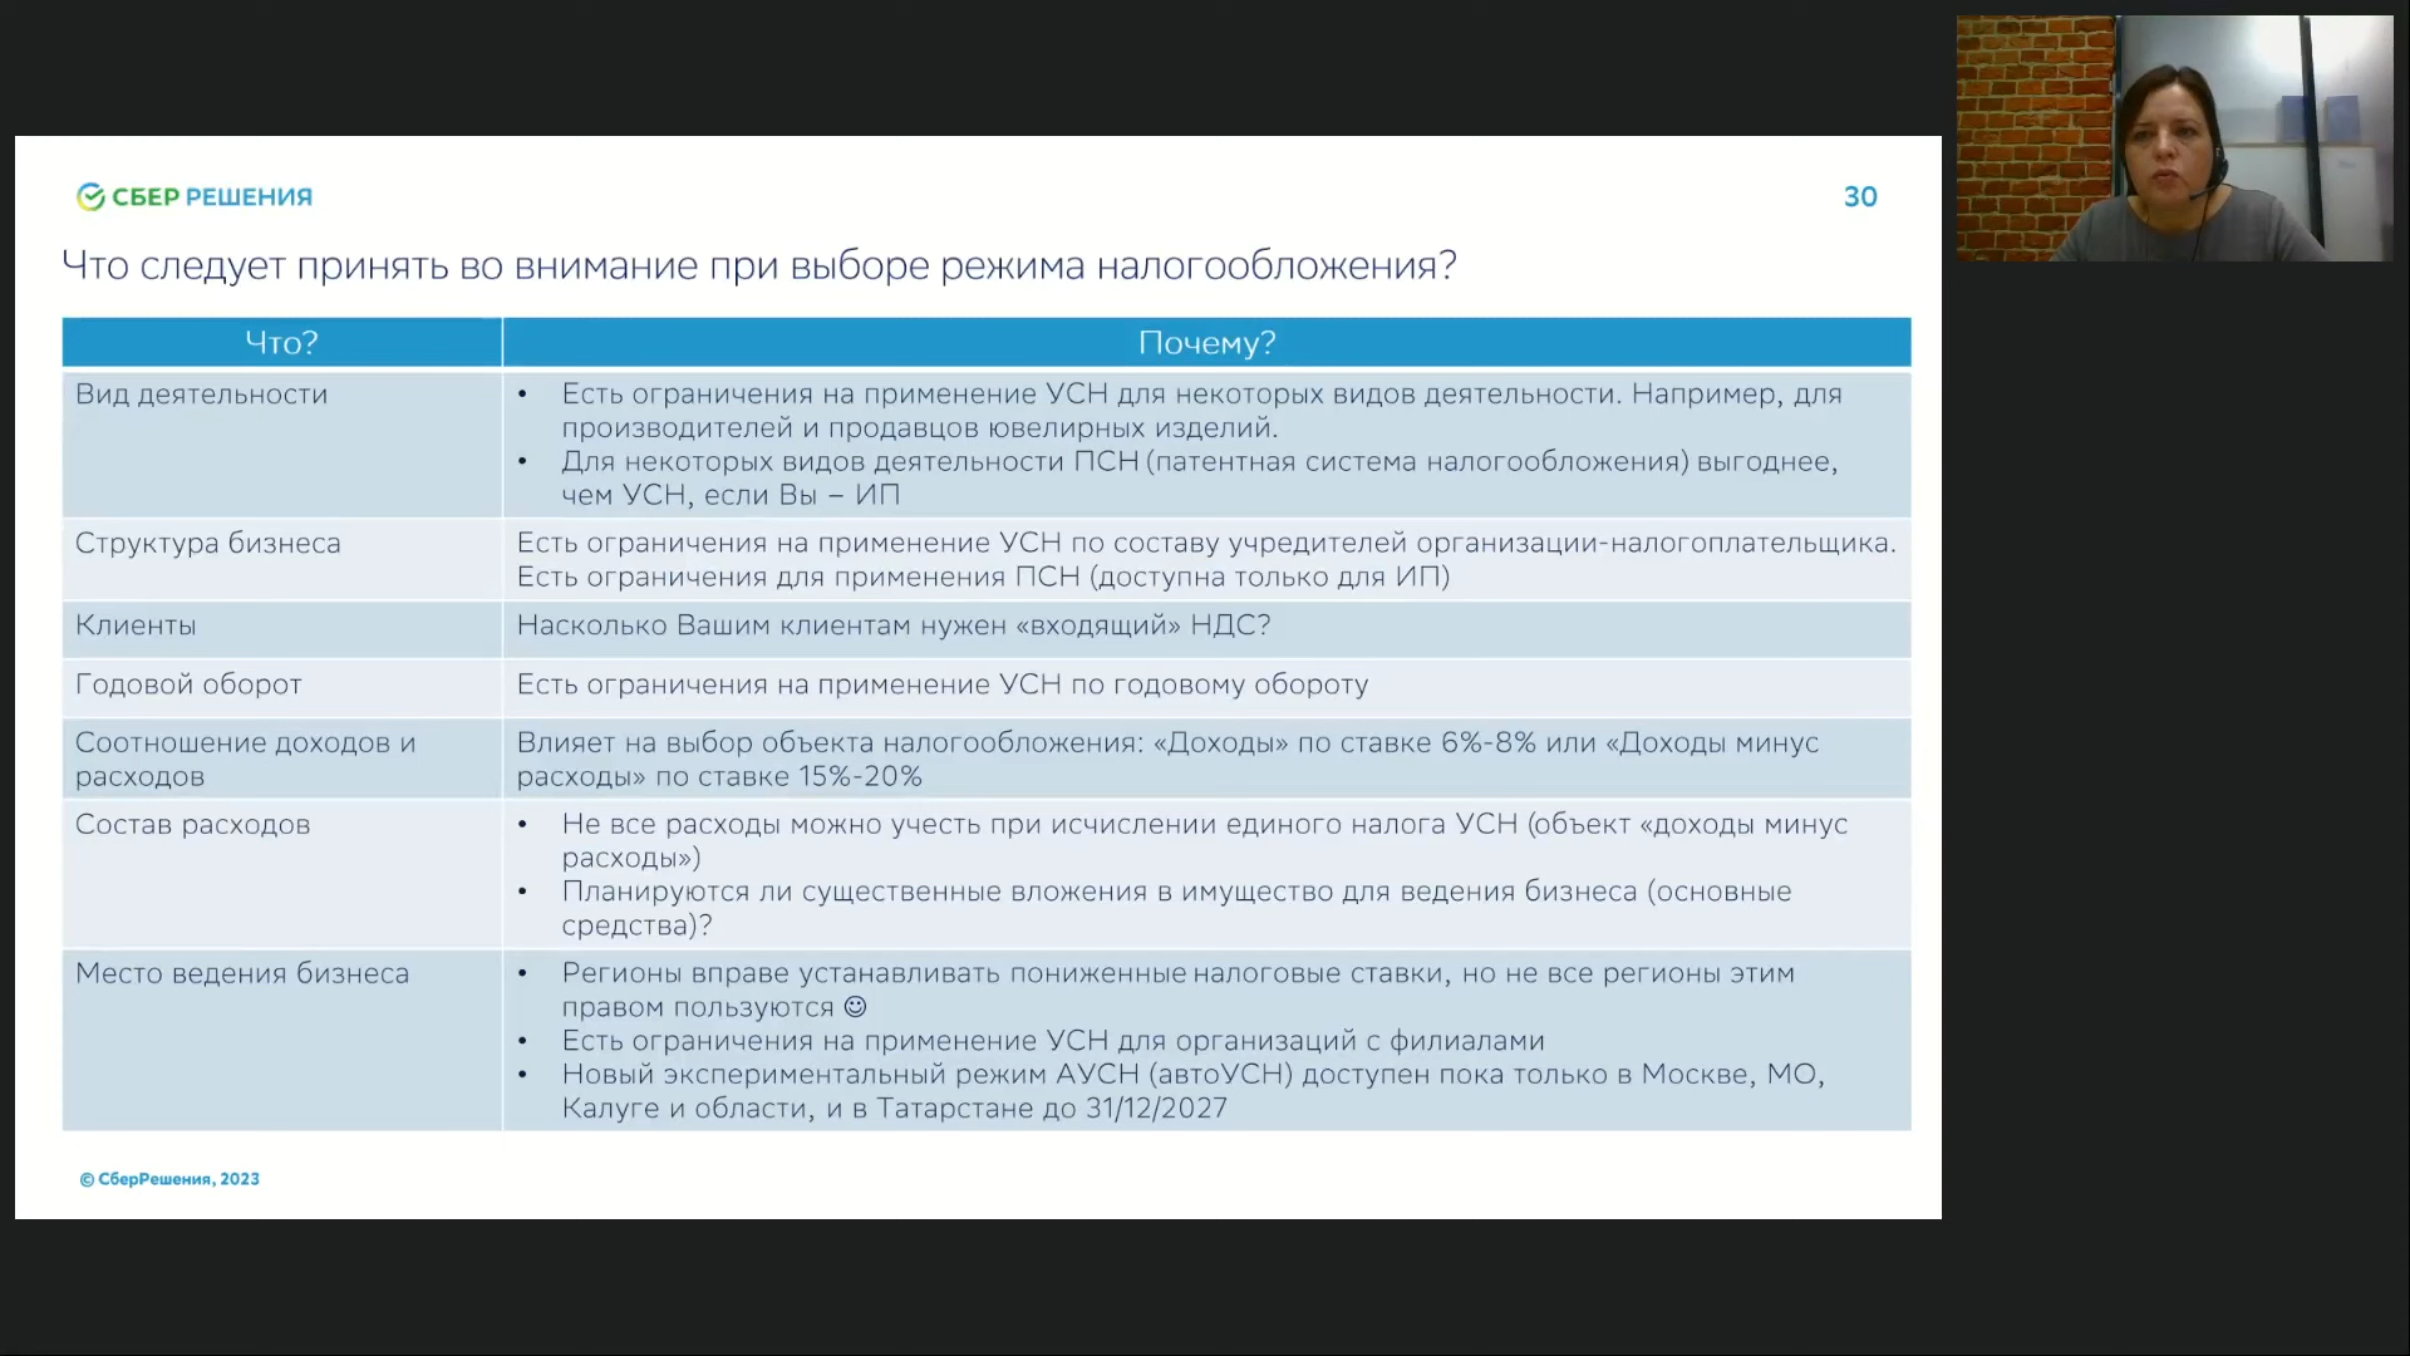 СБЕР РЕШЕНИЯ
30
Что следует принять во внимание при выборе режима налогообложения?
Что?
Почему?
Вид деятельности
• Есть ограничения на применение УСН для некоторых видов деятельности. Например, для
производителей и продавцов ювелирных изделий.
• Для некоторых видов деятельности ПСН (патентная система налогообложения) выгоднее,
чем УСН, если Вы – ИП
Структура бизнеса
Есть ограничения на применение УСН по составу учредителей организации-налогоплательщика.
Есть ограничения для применения ПСН (доступна только для ИП)
Клиенты
Насколько Вашим клиентам нужен «входящий» НДС?
Годовой оборот
Есть ограничения на применение УСН по годовому обороту
Соотношение доходов и
расходов
Влияет на выбор объекта налогообложения: «Доходы» по ставке 6%-8% или «Доходы минус
расходы» по ставке 15%-20%
Состав расходов
• Не все расходы можно учесть при исчислении единого налога УСН (объект «доходы минус
расходы»)
• Планируются ли существенные вложения в имущество для ведения бизнеса (основные
средства)?
Место ведения бизнеса
• Регионы вправе устанавливать пониженные налоговые ставки, но не все регионы этим
правом пользуются ☺
• Есть ограничения на применение УСН для организаций с филиалами
• Новый экспериментальный режим АУСН (автоУСН) доступен пока только в Москве, МО,
Калуге и области, и в Татарстане до 31/12/2027
© СберРешения, 2023